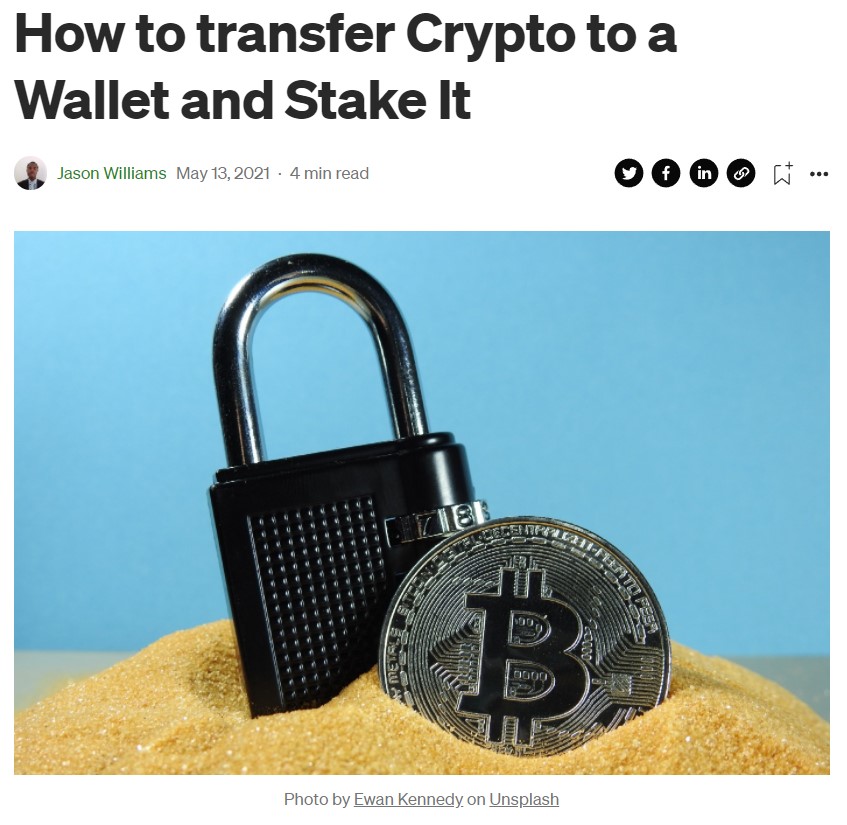 How to transfer Crypto to a
Wallet and Stake It
Jason Williams May 13, 2021 · 4 min read
in
B
Photo by Ewan Kennedy on Unsplash